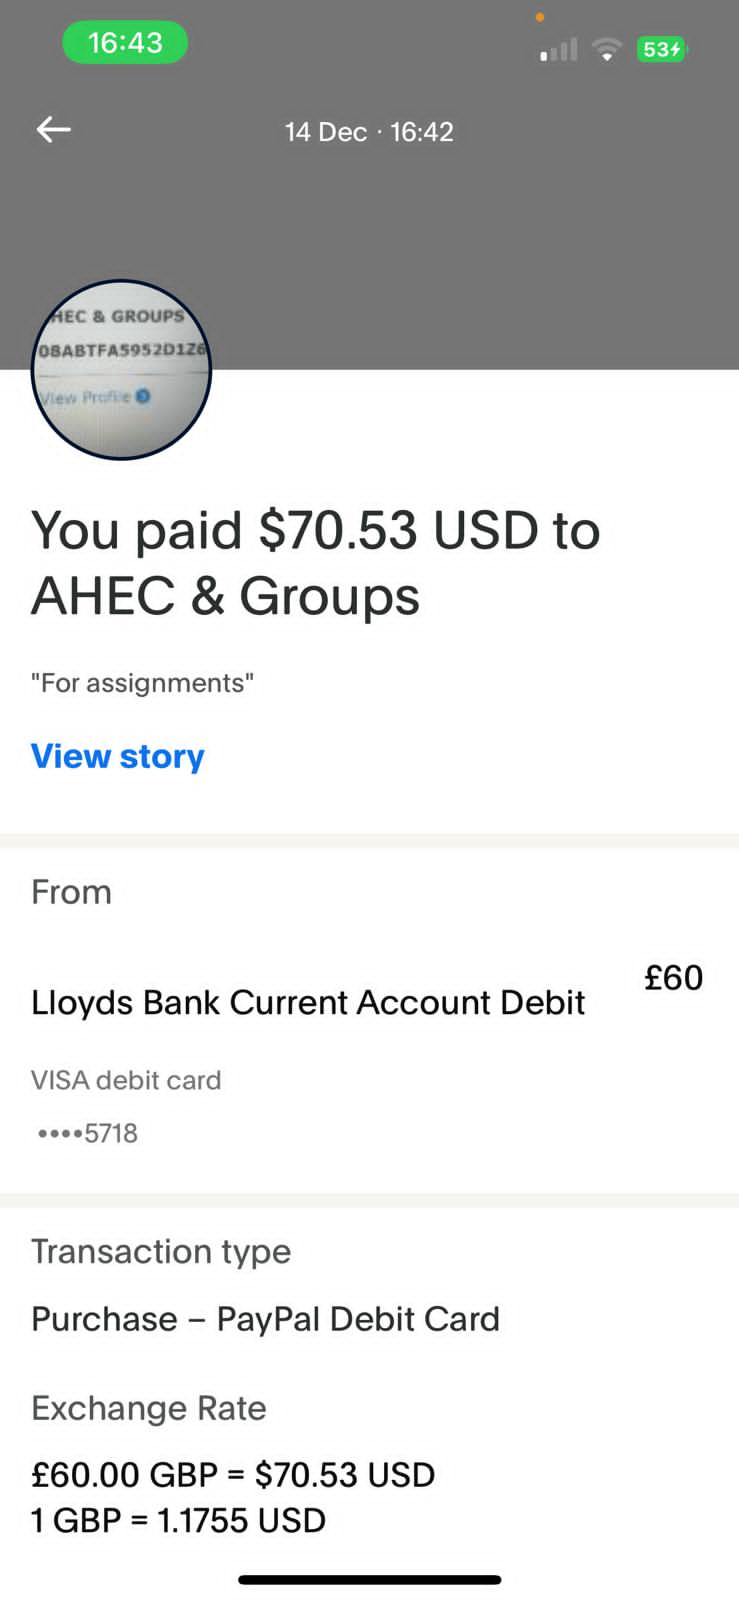 16:43
53
14 Dec · 16:42
HEC & GROUPS
08ABTFA5952D1Z6
View Profile
You paid $70.53 USD to
AHEC & Groups
"For assignments"
View story
From
£60
Lloyds Bank Current Account Debit
VISA debit card
••••5718
Transaction type
Purchase – PayPal Debit Card
Exchange Rate
£60.00 GBP = $70.53 USD
1 GBP = 1.1755 USD